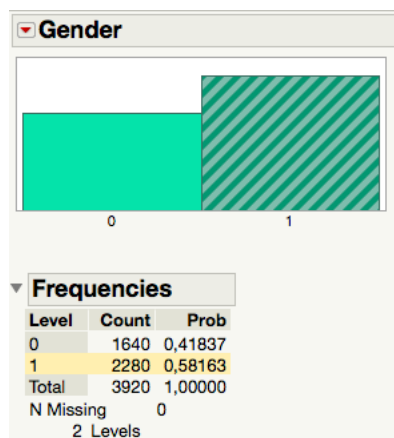 Gender
0 1
Frequencies
Level Count Prob
0 1640 0,41837
1 2280 0,58163
Total 3920 1,00000
N Missing 0
2 Levels